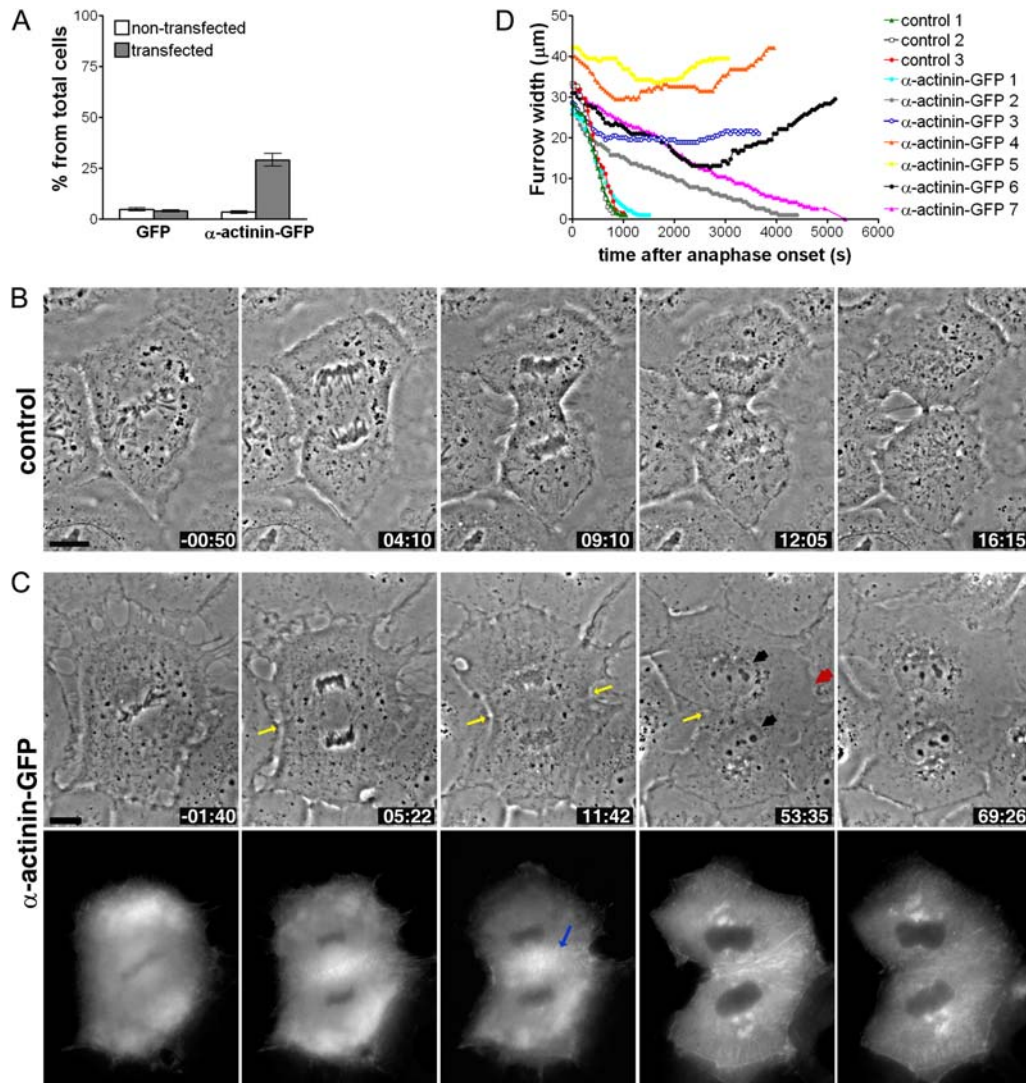 A
100
75
50
25
0
% from total cells
non-transfected
transfected
GFP
α-actinin-GFP
D
50
40
30
20
10
0
Furrow width (μm)
0 1000 2000 3000 4000 5000 6000
time after anaphase onset (s)
control 1
control 2
control 3
α-actinin-GFP 1
α-actinin-GFP 2
α-actinin-GFP 3
α-actinin-GFP 4
α-actinin-GFP 5
α-actinin-GFP 6
α-actinin-GFP 7
B
control
-00:50
04:10
09:10
12:05
16:15
C
α-actinin-GFP
-01:40
05:22
11:42
53:35
69:26